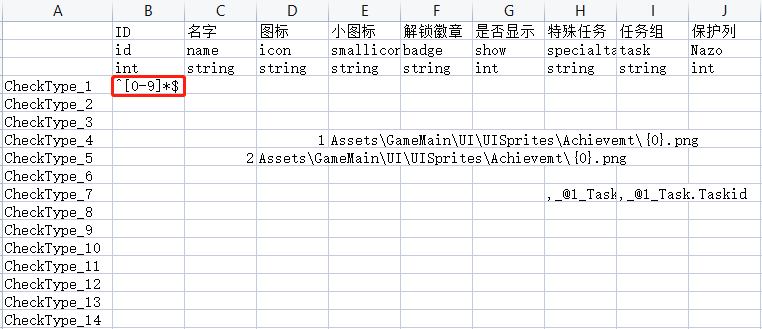 A B C D E F G H I J
ID 名字 图标 小图标 解锁徽章 是否显示 特殊任务 任务组 保护列
id name icon smallicon badge show specialta task Nazo
int string string string string int string string int
CheckType_1 ^[0-9]*$
CheckType_2
CheckType_3
CheckType_4 1 Assets\GameMain\UI\UISprites\Achievemt\{0}.png
CheckType_5 2 Assets\GameMain\UI\UISprites\Achievemt\{0}.png
CheckType_6
CheckType_7 ,_@1_Task ,_@1_Task.Taskid
CheckType_8
CheckType_9
CheckType_10
CheckType_11
CheckType_12
CheckType_13
CheckType_14